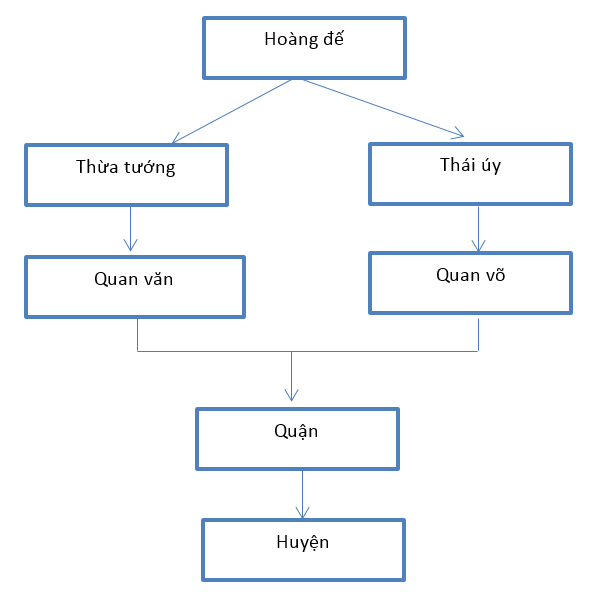 Hoàng đế
Thừa tướng
Thái úy
Quan văn
Quan võ
Quận
Huyện